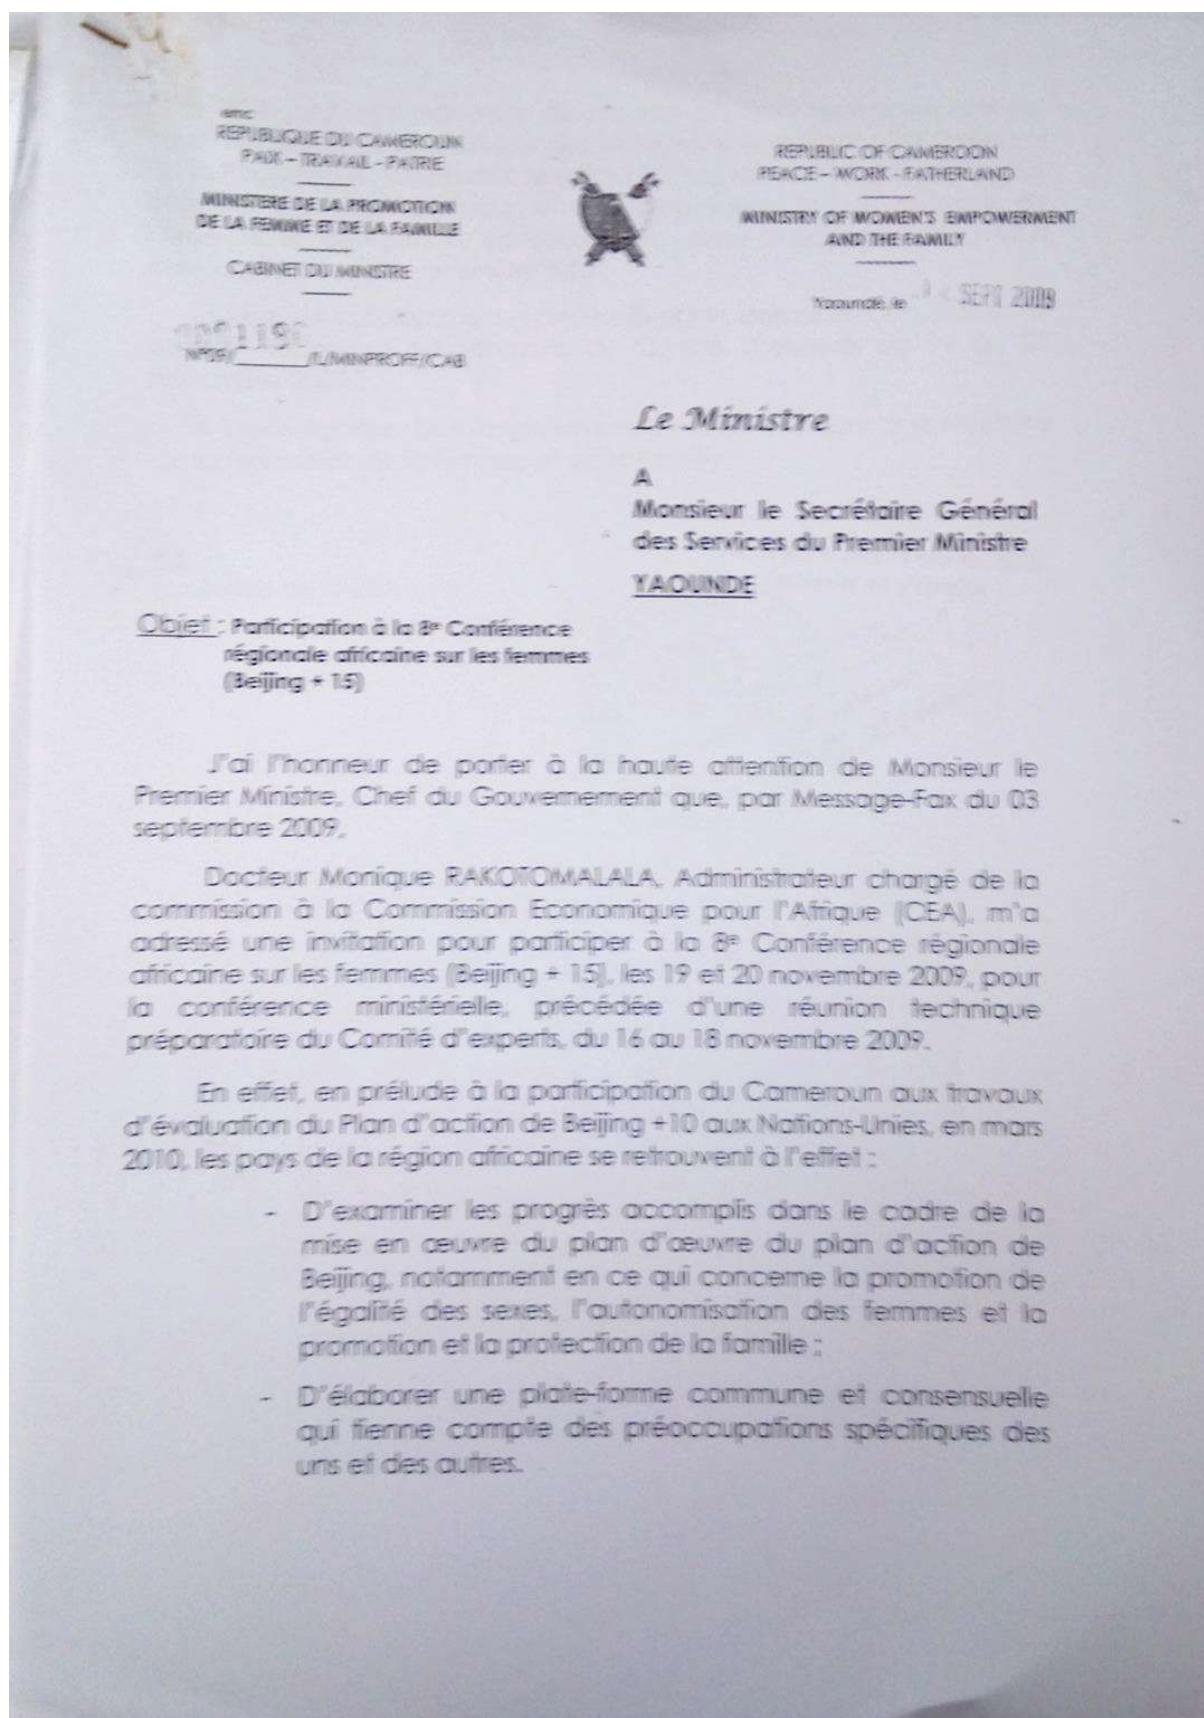 emc
REPUBLIQUE DU CAMEROUN
PAIX – TRAVAIL - PATRIE
MINISTERE DE LA PROMOTION
DE LA FEMME ET DE LA FAMILLE
CABINET DU MINISTRE
/L/MINPROFF/CAB
REPUBLIC OF CAMEROON
PEACE – WORK - FATHERLAND
MINISTRY OF WOMEN'S EMPOWERMENT
AND THE FAMILY
Yaoundé, le SEPT 2009
Le Ministre
A
Monsieur le Secrétaire Général
des Services du Premier Ministre
YAOUNDE
Objet : Participation à la 8e Conférence
régionale africaine sur les femmes
(Beijing + 15)
J'ai l'honneur de porter à la haute attention de Monsieur le
Premier Ministre, Chef du Gouvernement que, par Message-Fax du 03
septembre 2009,
Docteur Monique RAKOTOMALALA, Administrateur chargé de la
commission à la Commission Economique pour l'Afrique (CEA), m'a
adressé une invitation pour participer à la 8e Conférence régionale
africaine sur les femmes (Beijing + 15), les 19 et 20 novembre 2009, pour
la conférence ministérielle, précédée d'une réunion technique
préparatoire du Comité d'experts, du 16 au 18 novembre 2009.
En effet, en prélude à la participation du Cameroun aux travaux
d'évaluation du Plan d'action de Beijing +10 aux Nations-Unies, en mars
2010, les pays de la région africaine se retrouvent à l'effet :
- D'examiner les progrès accomplis dans le cadre de la
mise en œuvre du plan d'œuvre du plan d'action de
Beijing, notamment en ce qui concerne la promotion de
l'égalité des sexes, l'autonomisation des femmes et la
promotion et la protection de la famille ;
- D'élaborer une plate-forme commune et consensuelle
qui tienne compte des préoccupations spécifiques des
uns et des autres.